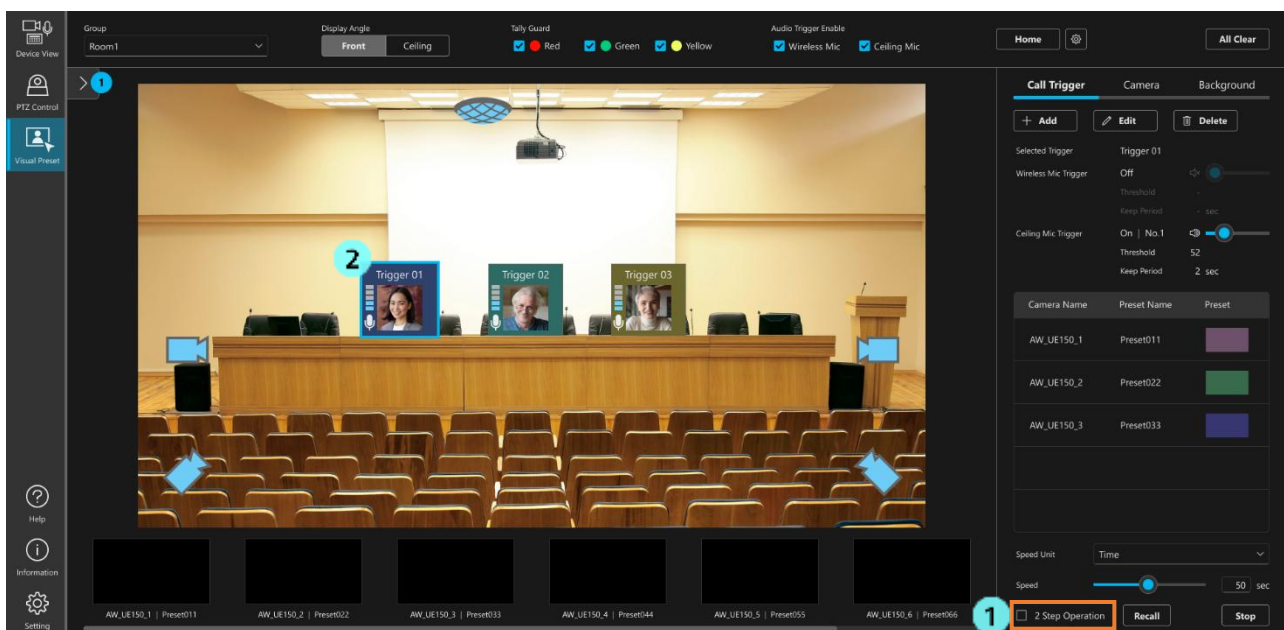 Device View
PTZ Control
Visual Preset
Help
Information
Setting
Group
Room1
Display Angle
Front Ceiling
Tally Guard
Red Green Yellow
Audio Trigger Enable
Wireless Mic Ceiling Mic
Home
All Clear
1
2
Trigger 01
Trigger 02
Trigger 03
AW_UE150_1 | Preset011
AW_UE150_2 | Preset022
AW_UE150_3 | Preset033
AW_UE150_4 | Preset044
AW_UE150_5 | Preset055
AW_UE150_6 | Preset066
Call Trigger Camera Background
+ Add Edit Delete
Selected Trigger Trigger 01
Wireless Mic Trigger Off
Threshold -
Keep Period - sec
Ceiling Mic Trigger On | No.1
Threshold 52
Keep Period 2 sec
Camera Name Preset Name Preset
AW_UE150_1 Preset011
AW_UE150_2 Preset022
AW_UE150_3 Preset033
Speed Unit Time
Speed 50 sec
1 2 Step Operation Recall Stop